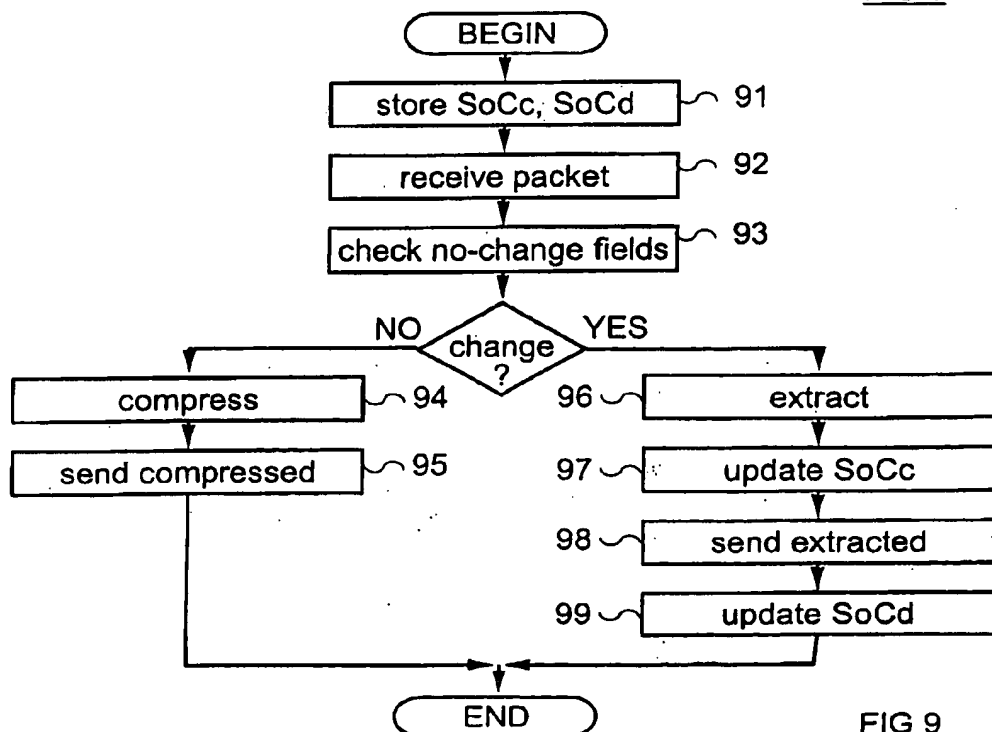 BEGIN
store SoCc, SoCd 91
receive packet 92
check no-change fields 93
NO change ? YES
compress 94
96 extract
send compressed 95
97 update SoCc
98 send extracted
99 update SoCd
END
FIG 9